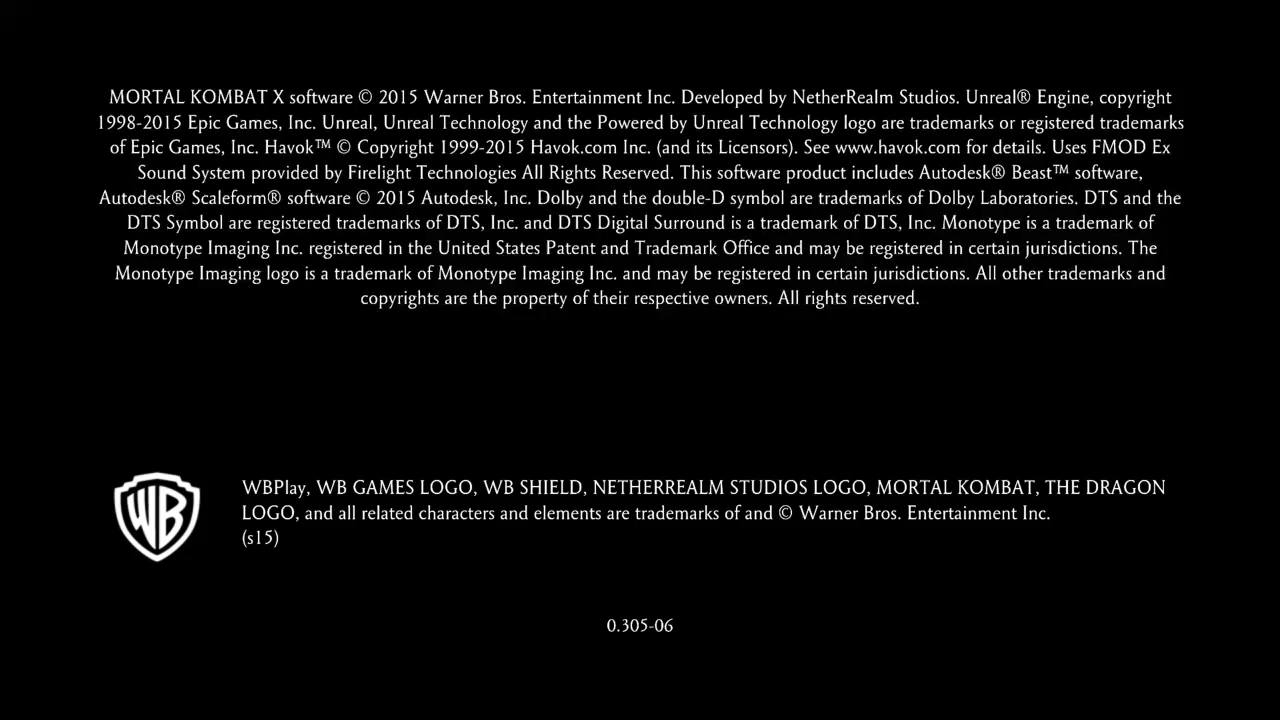 MORTAL KOMBAT X software © 2015 Warner Bros. Entertainment Inc. Developed by NetherRealm Studios. Unreal® Engine, copyright
1998-2015 Epic Games, Inc. Unreal, Unreal Technology and the Powered by Unreal Technology logo are trademarks or registered trademarks
of Epic Games, Inc. Havok™ © Copyright 1999-2015 Havok.com Inc. (and its Licensors). See www.havok.com for details. Uses FMOD Ex
Sound System provided by Firelight Technologies All Rights Reserved. This software product includes Autodesk® Beast™ software,
Autodesk® Scaleform® software © 2015 Autodesk, Inc. Dolby and the double-D symbol are trademarks of Dolby Laboratories. DTS and the
DTS Symbol are registered trademarks of DTS, Inc. and DTS Digital Surround is a trademark of DTS, Inc. Monotype is a trademark of
Monotype Imaging Inc. registered in the United States Patent and Trademark Office and may be registered in certain jurisdictions. The
Monotype Imaging logo is a trademark of Monotype Imaging Inc. and may be registered in certain jurisdictions. All other trademarks and
copyrights are the property of their respective owners. All rights reserved.
WB
WBPlay, WB GAMES LOGO, WB SHIELD, NETHERREALM STUDIOS LOGO, MORTAL KOMBAT, THE DRAGON
LOGO, and all related characters and elements are trademarks of and © Warner Bros. Entertainment Inc.
(s15)
0.305-06